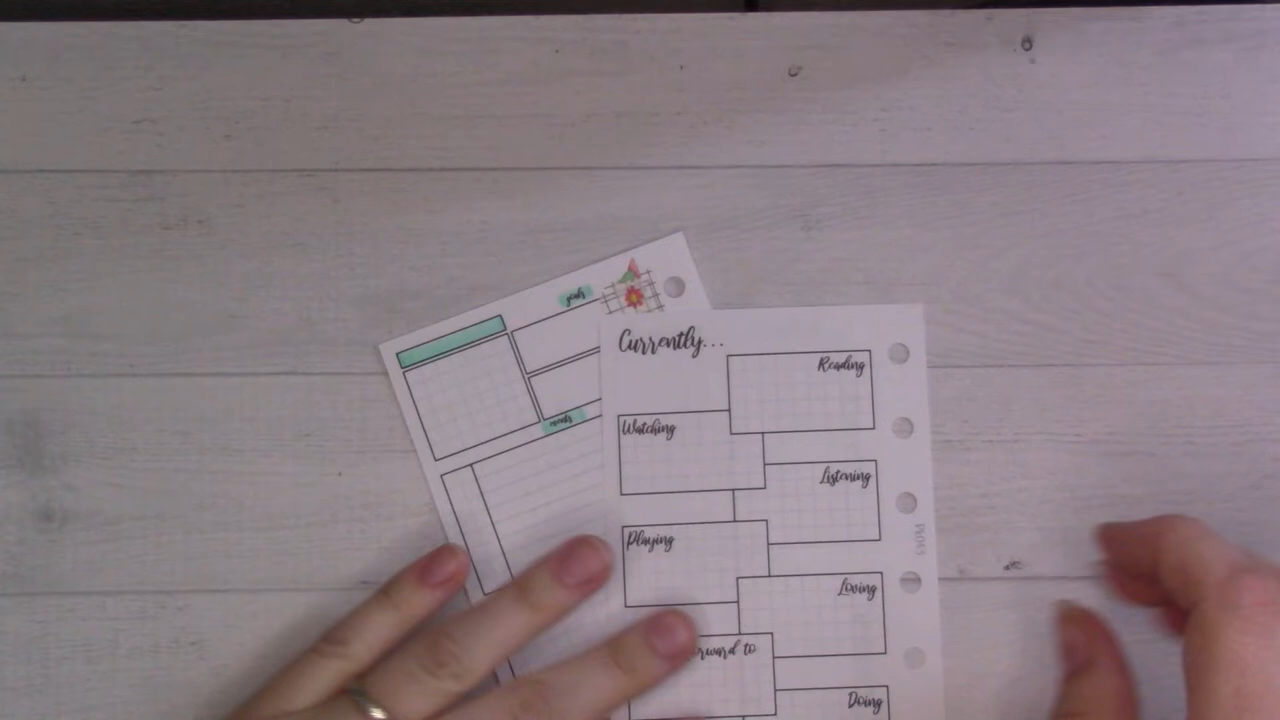 goals
Currently...
Reading
Watching
Listening
Playing
Loving
Doing